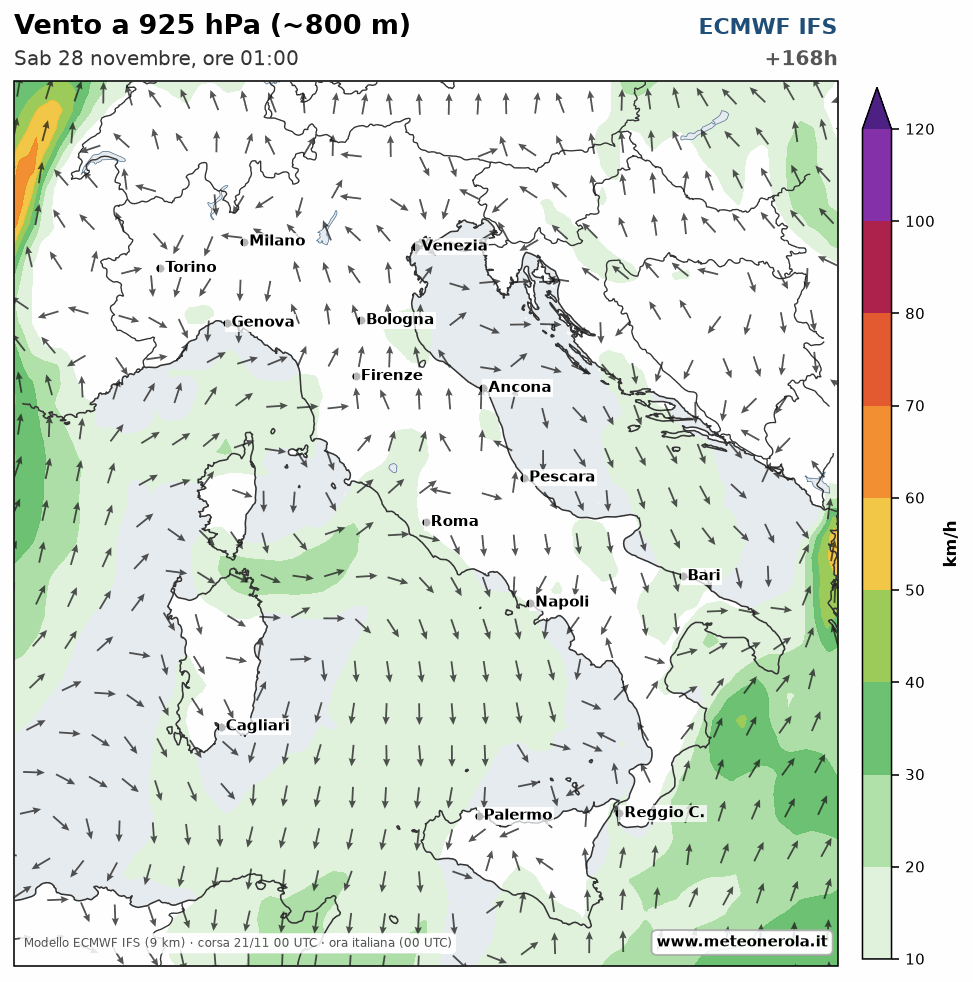 Vento a 925 hPa (~800 m)
ECMWF IFS
Sab 28 novembre, ore 01:00
+168h
Milano
Venezia
Torino
Genova
Bologna
Firenze
Ancona
Pescara
Roma
Bari
Napoli
Cagliari
Palermo
Reggio C.
120
100
80
70
60
50
40
30
20
10
km/h
Modello ECMWF IFS (9 km) · corsa 21/11 00 UTC · ora italiana (00 UTC)
www.meteonerola.it